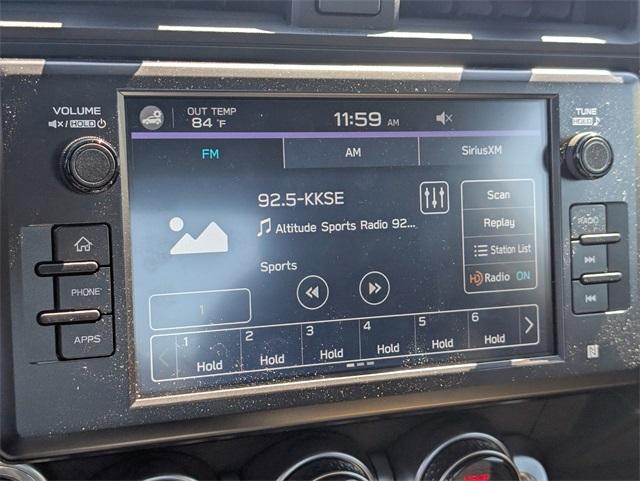 VOLUME
HOLD
OUT TEMP
84 °F
11:59 AM
TUNE
HOLD
FM
AM
SiriusXM
92.5-KKSE
Altitude Sports Radio 92...
Sports
Scan
Replay
Station List
HD Radio ON
RADIO
PHONE
APPS
1
1 2 3 4 5 6
Hold Hold Hold Hold Hold Hold